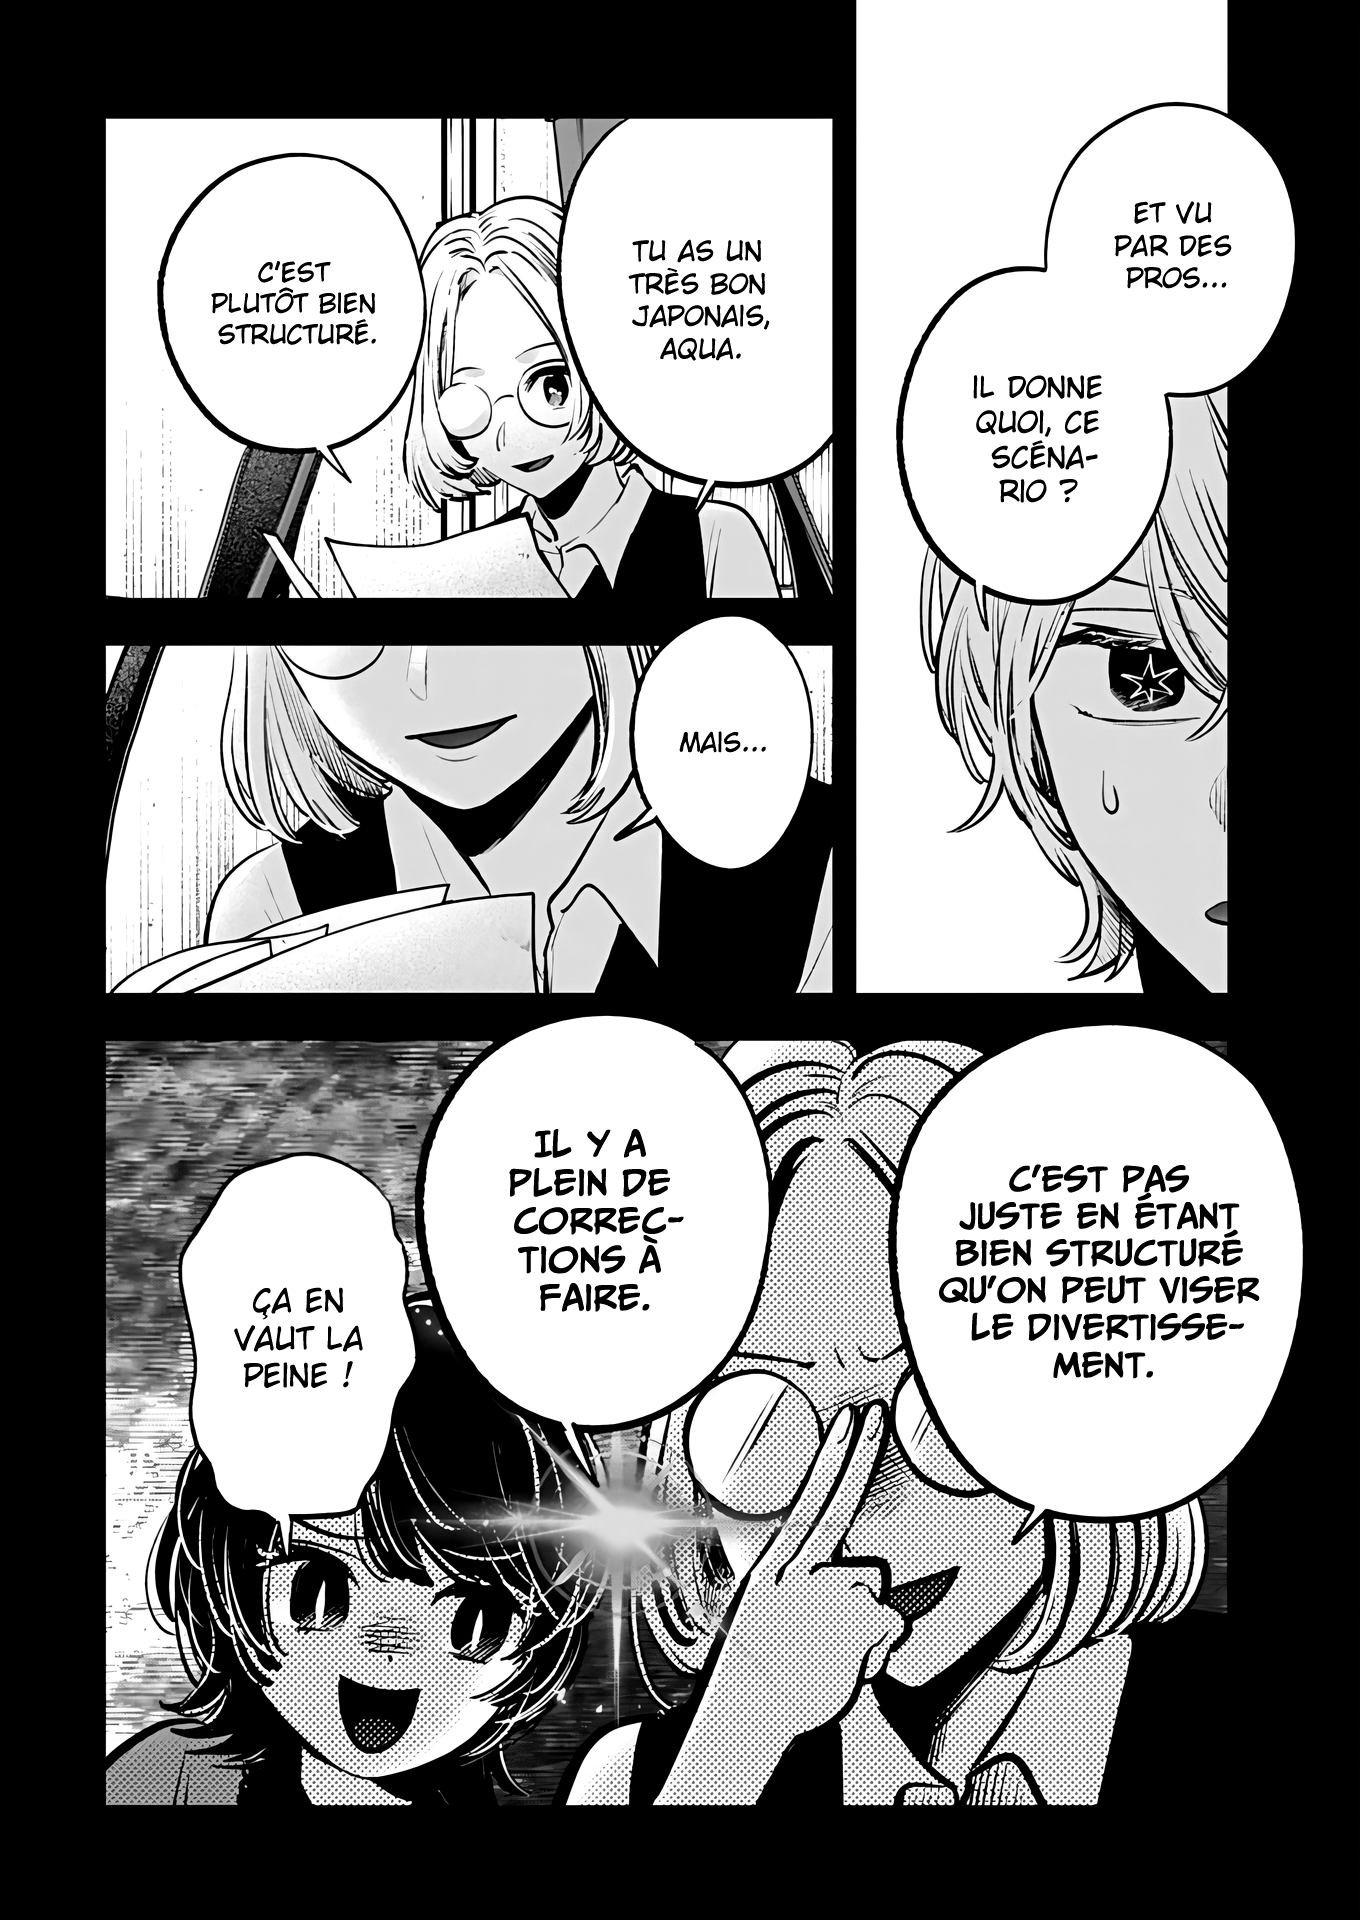 ET VU
PAR DES
PROS...
IL DONNE
QUOI, CE
SCÉNA-
RIO ?
TU AS UN
TRÈS BON
JAPONAIS,
AQUA.
C'EST
PLUTÔT BIEN
STRUCTURÉ.
MAIS...
C'EST PAS
JUSTE EN ÉTANT
BIEN STRUCTURÉ
QU'ON PEUT VISER
LE DIVERTISSE-
MENT.
IL Y A
PLEIN DE
CORREC-
TIONS À
FAIRE.
ÇA EN
VAUT LA
PEINE !